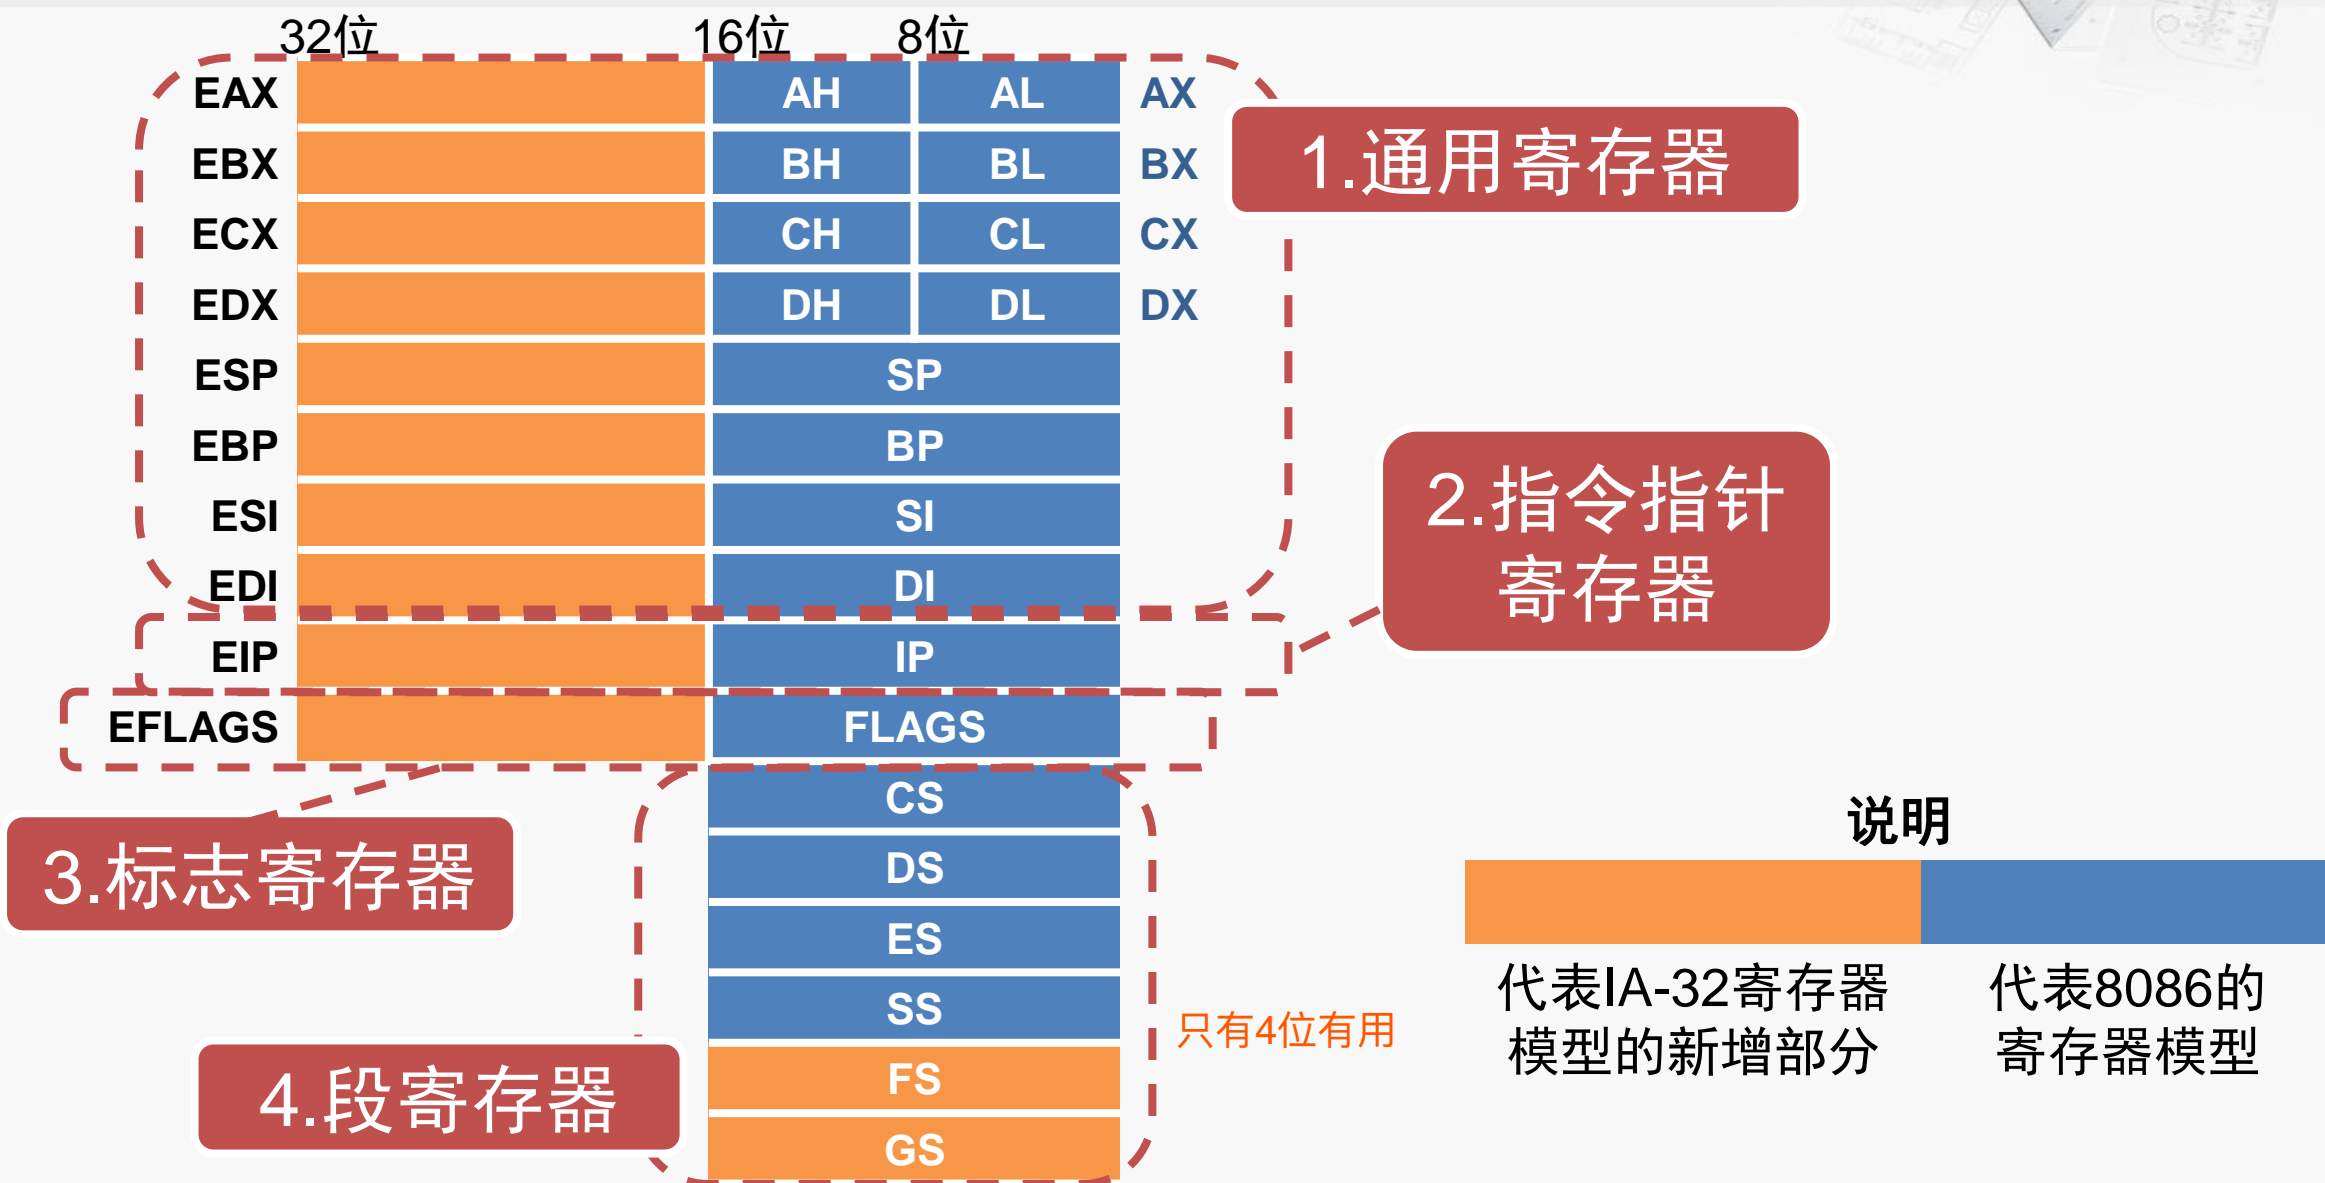 32位 16位 8位
EAX AH AL AX
1.通用寄存器
EBX BH BL BX
ECX CH CL CX
EDX DH DL DX
ESP SP
EBP BP
2.指令指针
寄存器
ESI SI
EDI DI
EIP IP
EFLAGS FLAGS
CS
3.标志寄存器
DS
ES
SS
只有4位有用
4.段寄存器
FS
GS
说明
代表IA-32寄存器
模型的新增部分
代表8086的
寄存器模型